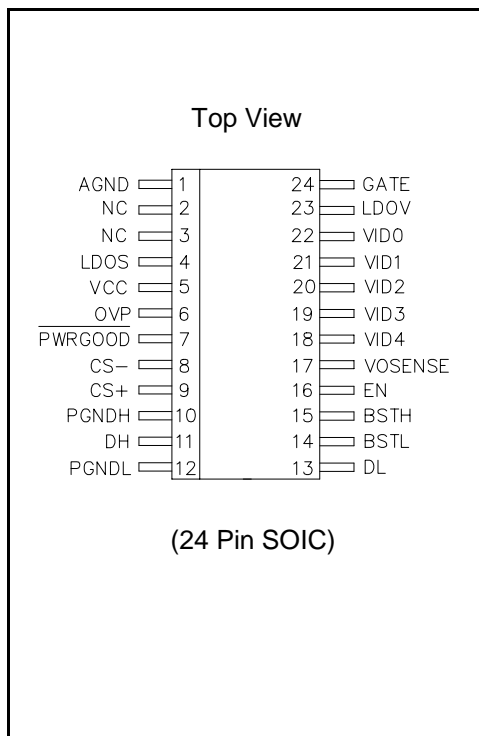 Top View
AGND 1 24 GATE
NC 2 23 LDOV
NC 3 22 VID0
LDOS 4 21 VID1
VCC 5 20 VID2
OVP 6 19 VID3
PWRGOOD 7 18 VID4
CS- 8 17 VOSENSE
CS+ 9 16 EN
PGNDH 10 15 BSTH
DH 11 14 BSTL
PGNDL 12 13 DL
(24 Pin SOIC)